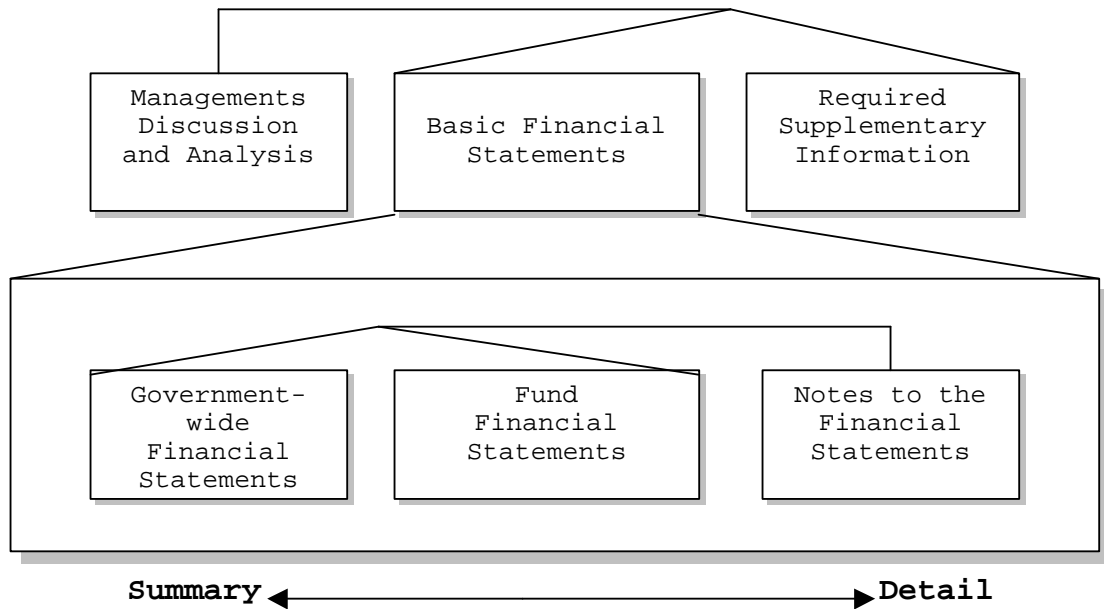 Managements
Discussion
and Analysis
Basic Financial
Statements
Required
Supplementary
Information
Government-
wide
Financial
Statements
Fund
Financial
Statements
Notes to the
Financial
Statements
Summary
Detail